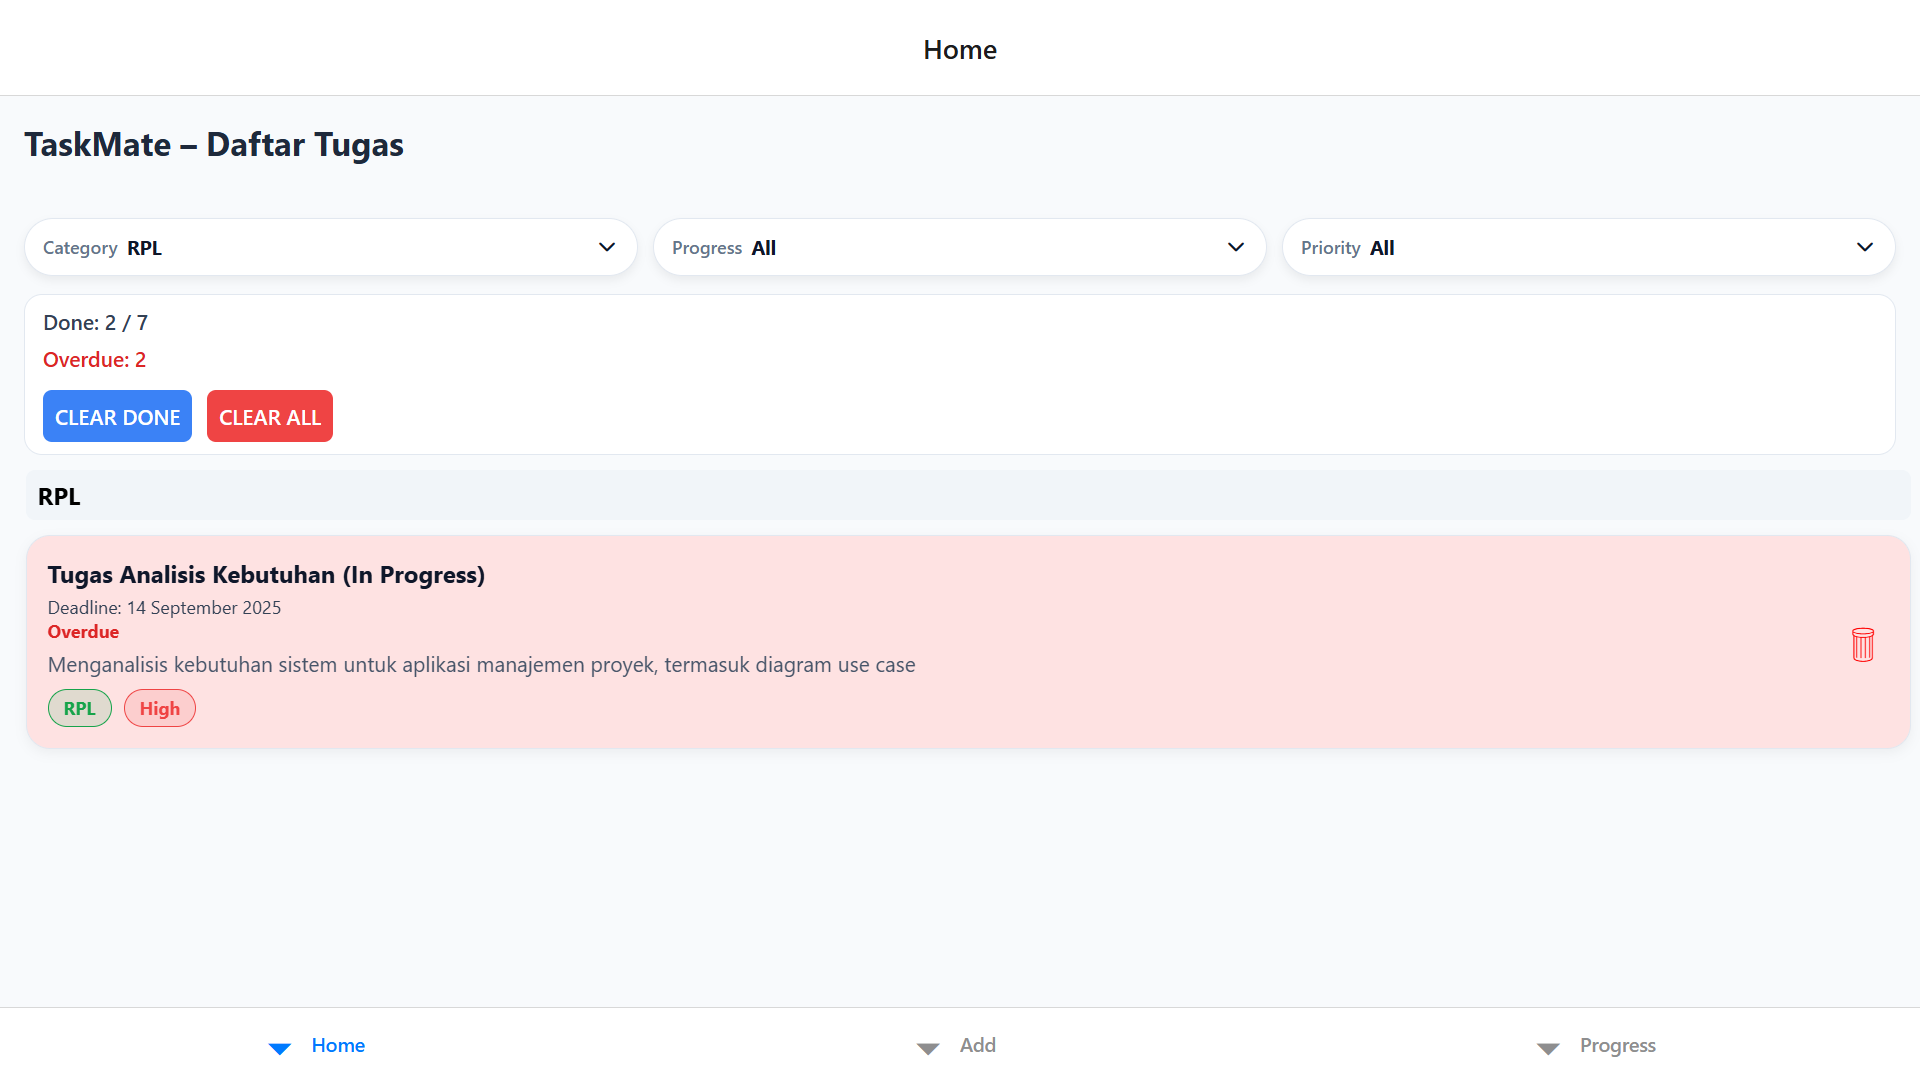 Home
TaskMate – Daftar Tugas
Category RPL
Progress All
Priority All
Done: 2 / 7
Overdue: 2
CLEAR DONE CLEAR ALL
RPL
Tugas Analisis Kebutuhan (In Progress)
Deadline: 14 September 2025
Overdue
Menganalisis kebutuhan sistem untuk aplikasi manajemen proyek, termasuk diagram use case
RPL High
Home Add Progress